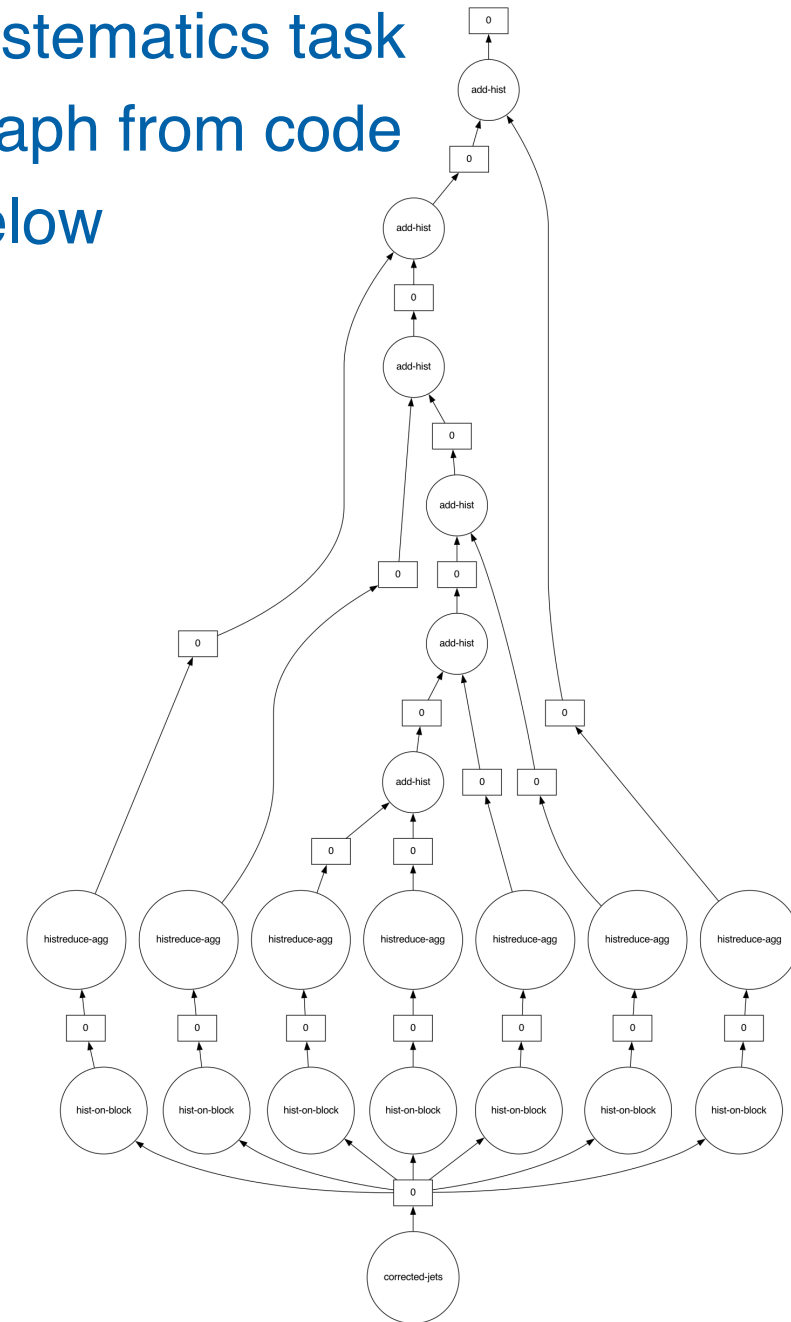 0
stematics task
add-hist
aph from code
0
elow
add-hist
0
add-hist
0
add-hist
0 0
0 add-hist
0 0
add-hist 0 0
0 0
histreduce-agg histreduce-agg histreduce-agg histreduce-agg histreduce-agg histreduce-agg histreduce-agg
0 0 0 0 0 0 0
hist-on-block hist-on-block hist-on-block hist-on-block hist-on-block hist-on-block hist-on-block
0
corrected-jets